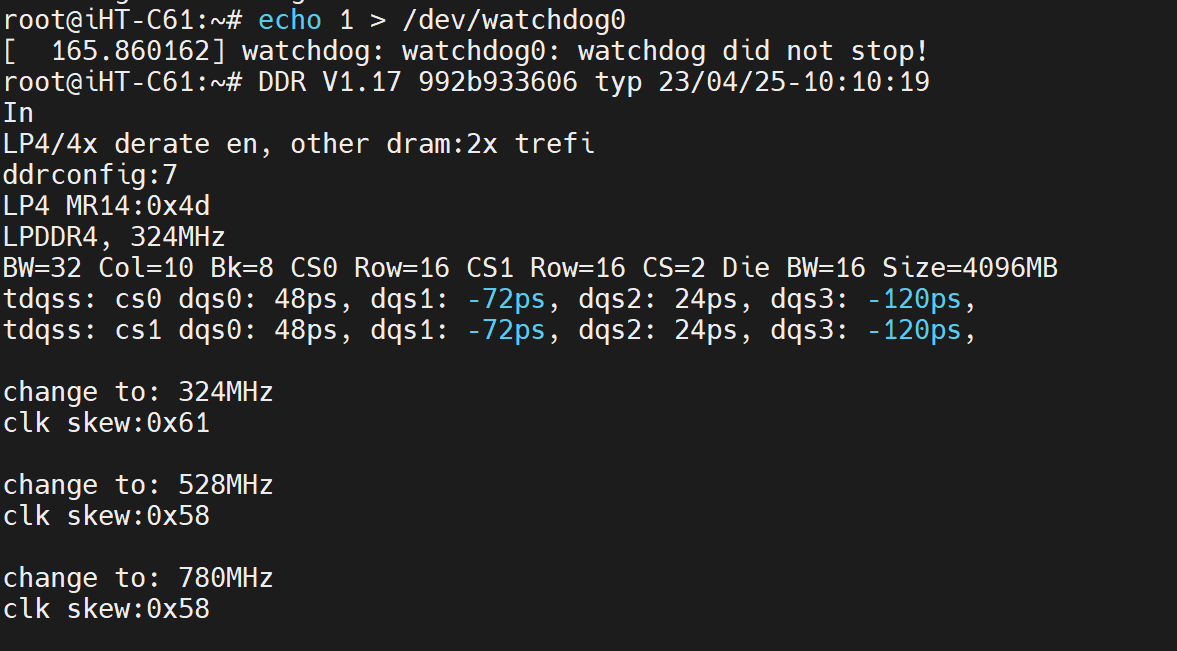 root@iHT-C61:~# echo 1 > /dev/watchdog0
[  165.860162] watchdog: watchdog0: watchdog did not stop!
root@iHT-C61:~# DDR V1.17 992b933606 typ 23/04/25-10:10:19
In
LP4/4x derate en, other dram:2x trefi
ddrconfig:7
LP4 MR14:0x4d
LPDDR4, 324MHz
BW=32 Col=10 Bk=8 CS0 Row=16 CS1 Row=16 CS=2 Die BW=16 Size=4096MB
tdqss: cs0 dqs0: 48ps, dqs1: -72ps, dqs2: 24ps, dqs3: -120ps,
tdqss: cs1 dqs0: 48ps, dqs1: -72ps, dqs2: 24ps, dqs3: -120ps,
change to: 324MHz
clk skew:0x61
change to: 528MHz
clk skew:0x58
change to: 780MHz
clk skew:0x58